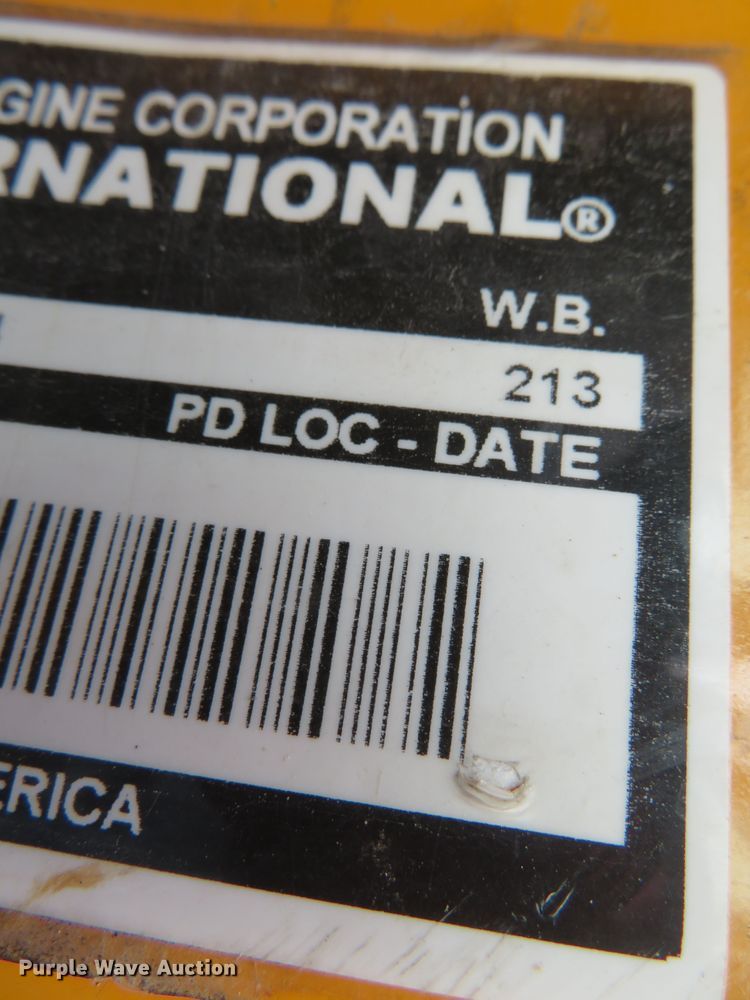 GINE CORPORATION
RNATIONAL®
W.B.
213
PD LOC - DATE
ERICA
Purple Wave Auction